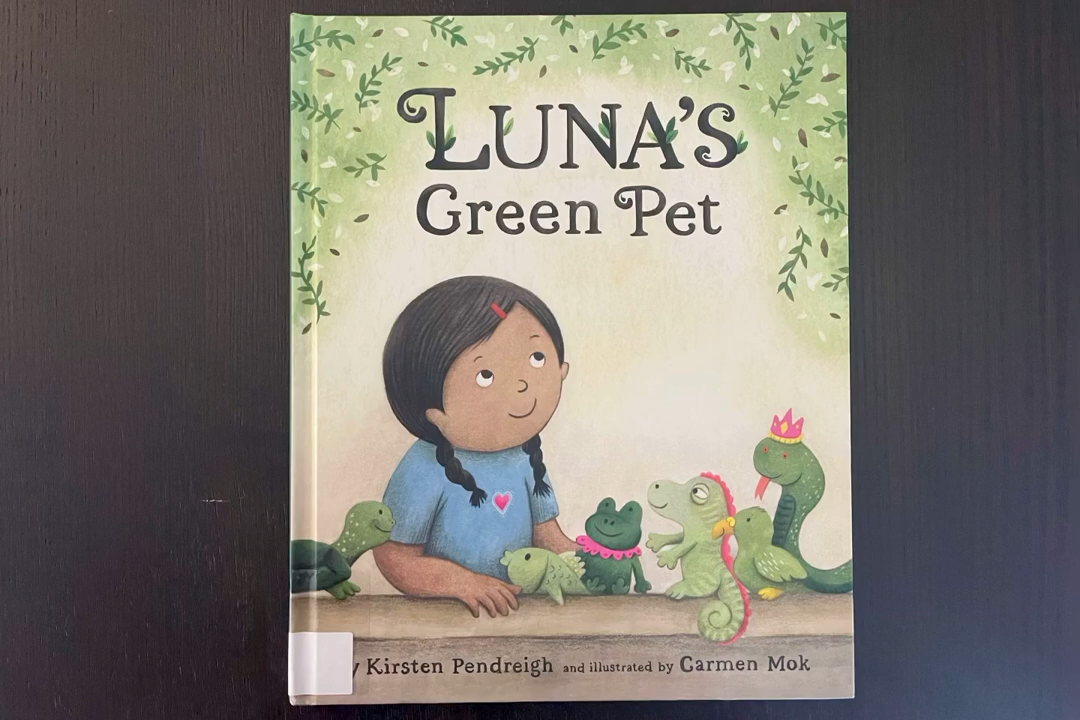 LUNA'S
Green Pet
y Kirsten Pendreigh and illustrated by Carmen Mok